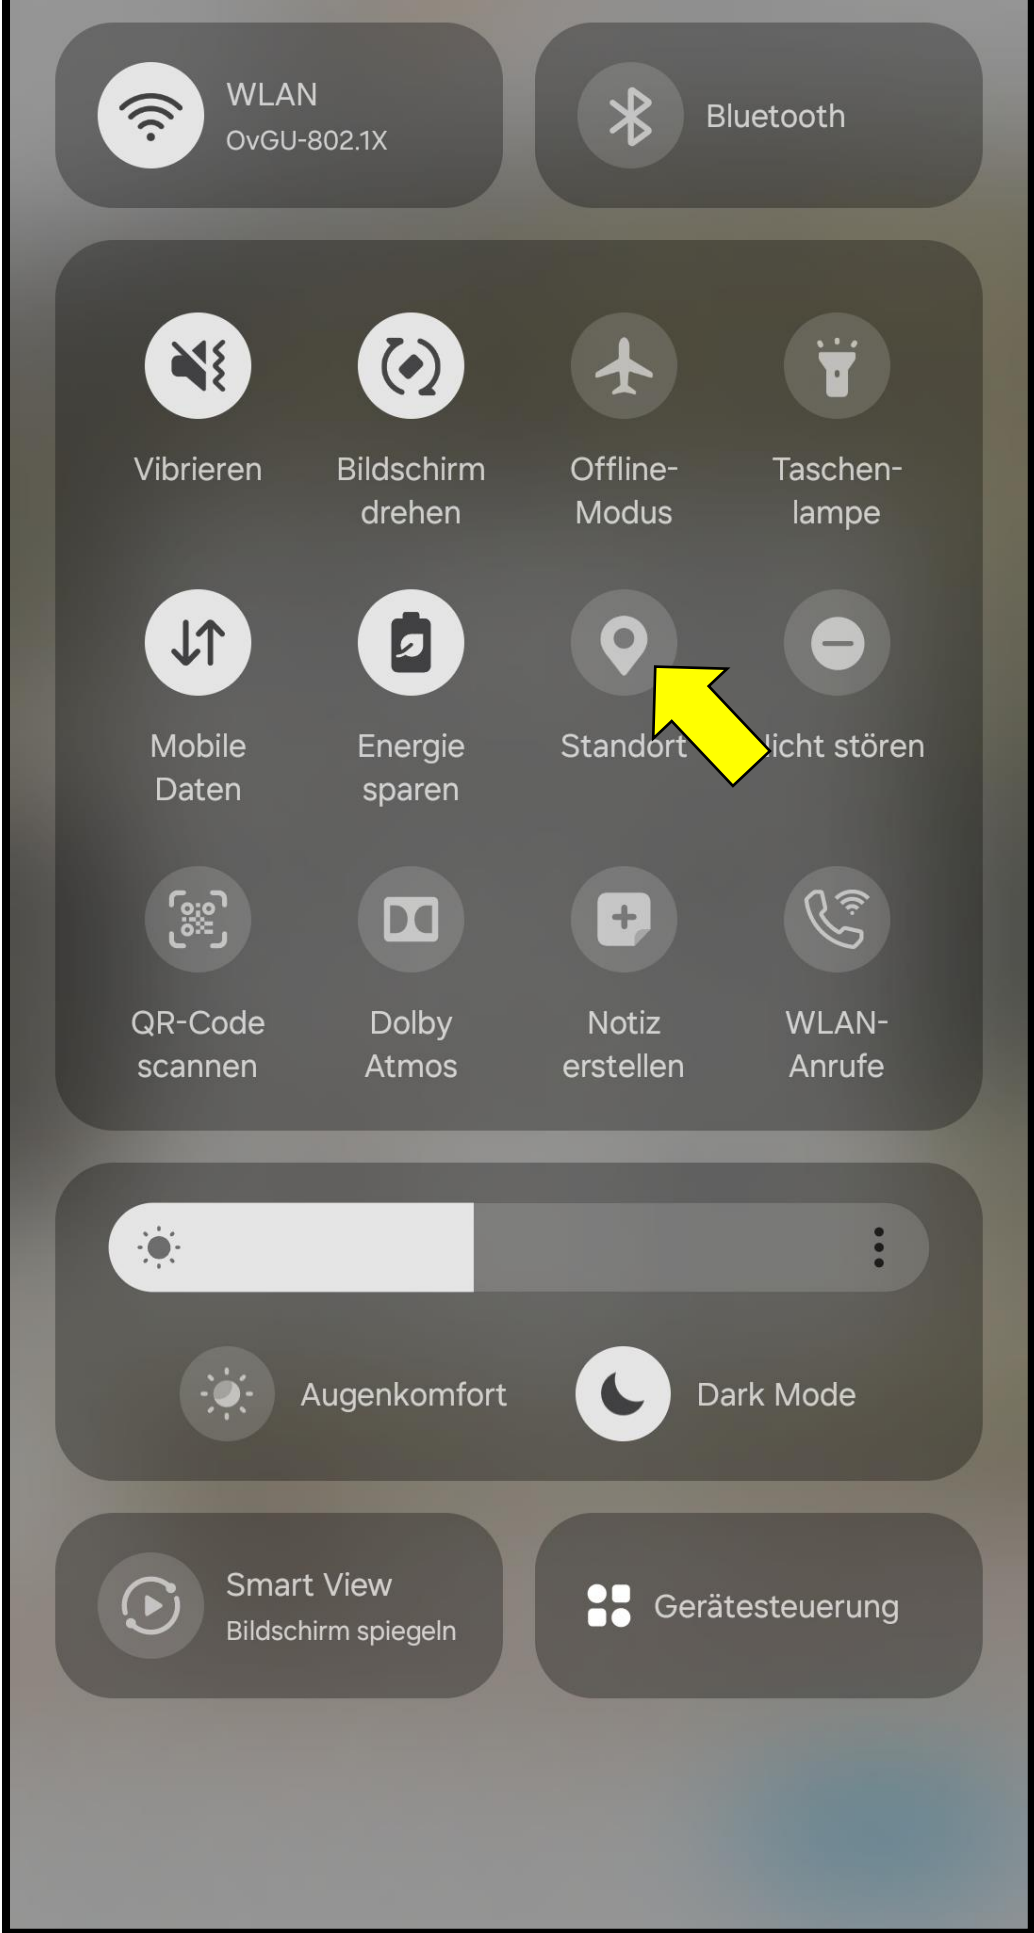 WLAN
OvGU-802.1X
Bluetooth
Vibrieren
Bildschirm
drehen
Offline-
Modus
Taschen-
lampe
Mobile
Daten
Energie
sparen
Standort
stören
QR-Code
scannen
Dolby
Atmos
Notiz
erstellen
WLAN-
Anrufe
Augenkomfort
Dark Mode
Smart View
Bildschirm spiegeln
Gerätesteuerung